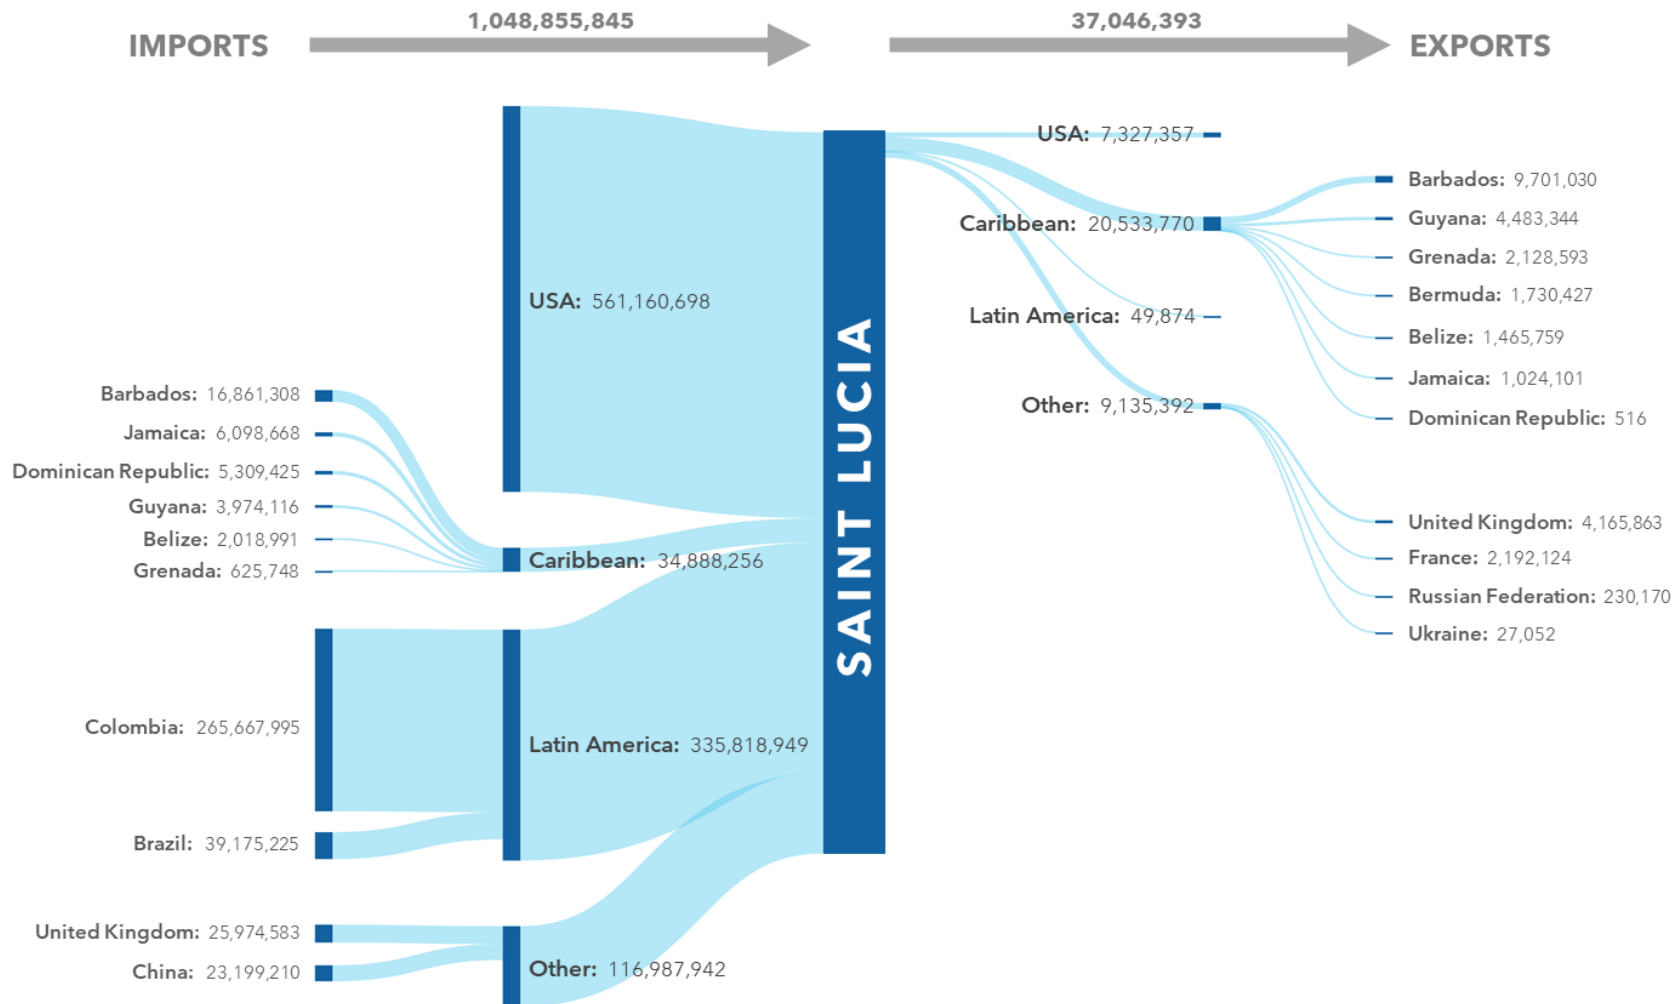 1,048,855,845
37,046,393
IMPORTS
EXPORTS
USA: 561,160,698
Barbados: 16,861,308
Jamaica: 6,098,668
Dominican Republic: 5,309,425
Guyana: 3,974,116
Belize: 2,018,991
Grenada: 625,748
Caribbean: 34,888,256
Colombia: 265,667,995
Brazil: 39,175,225
Latin America: 335,818,949
United Kingdom: 25,974,583
China: 23,199,210
Other: 116,987,942
SAINT LUCIA
USA: 7,327,357
Caribbean: 20,533,770
Latin America: 49,874
Other: 9,135,392
Barbados: 9,701,030
Guyana: 4,483,344
Grenada: 2,128,593
Bermuda: 1,730,427
Belize: 1,465,759
Jamaica: 1,024,101
Dominican Republic: 516
United Kingdom: 4,165,863
France: 2,192,124
Russian Federation: 230,170
Ukraine: 27,052